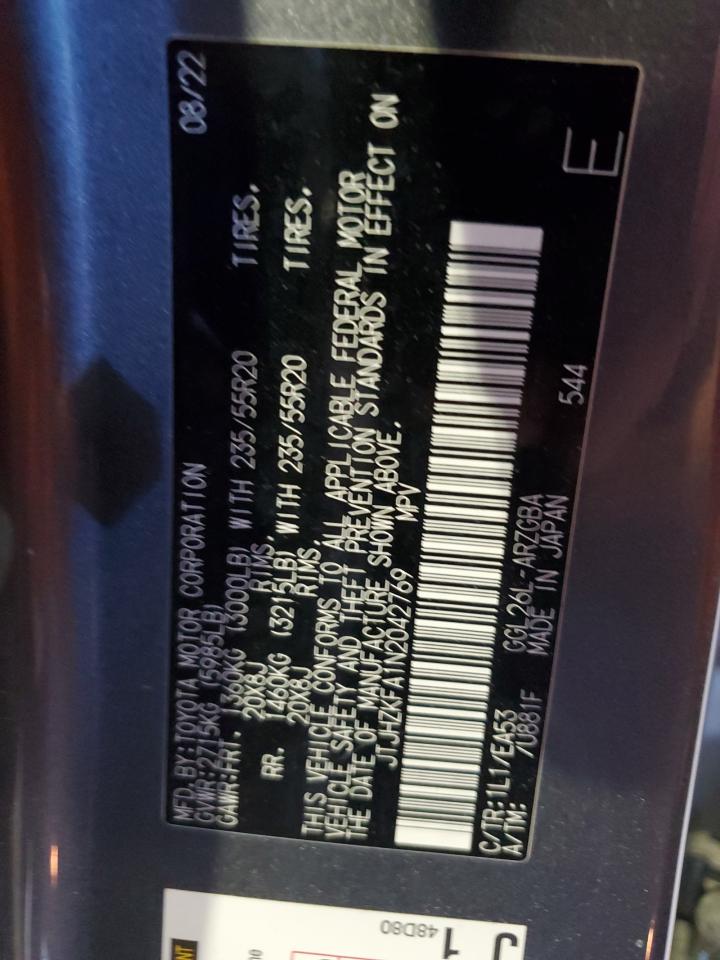 MFD. BY:TOYOTA MOTOR CORPORATION 08/22
GVWR:2715KG (5985LB)
GAWR:FRT. 1360KG (3000LB) WITH 235/55R20 TIRES,
20X8J RIMS,
RR. 1460KG (3215LB) WITH 235/55R20 TIRES,
20X8J RIMS.
THIS VEHICLE CONFORMS TO ALL APPLICABLE FEDERAL MOTOR
VEHICLE SAFETY AND THEFT PREVENTION STANDARDS IN EFFECT ON
THE DATE OF MANUFACTURE SHOWN ABOVE.
JTJHZKFA1N2042769 MPV
C/TR:1L1/EA53 GGL26L-ARZGBA
A/TM: /U881F MADE IN JAPAN 544
E
48D80